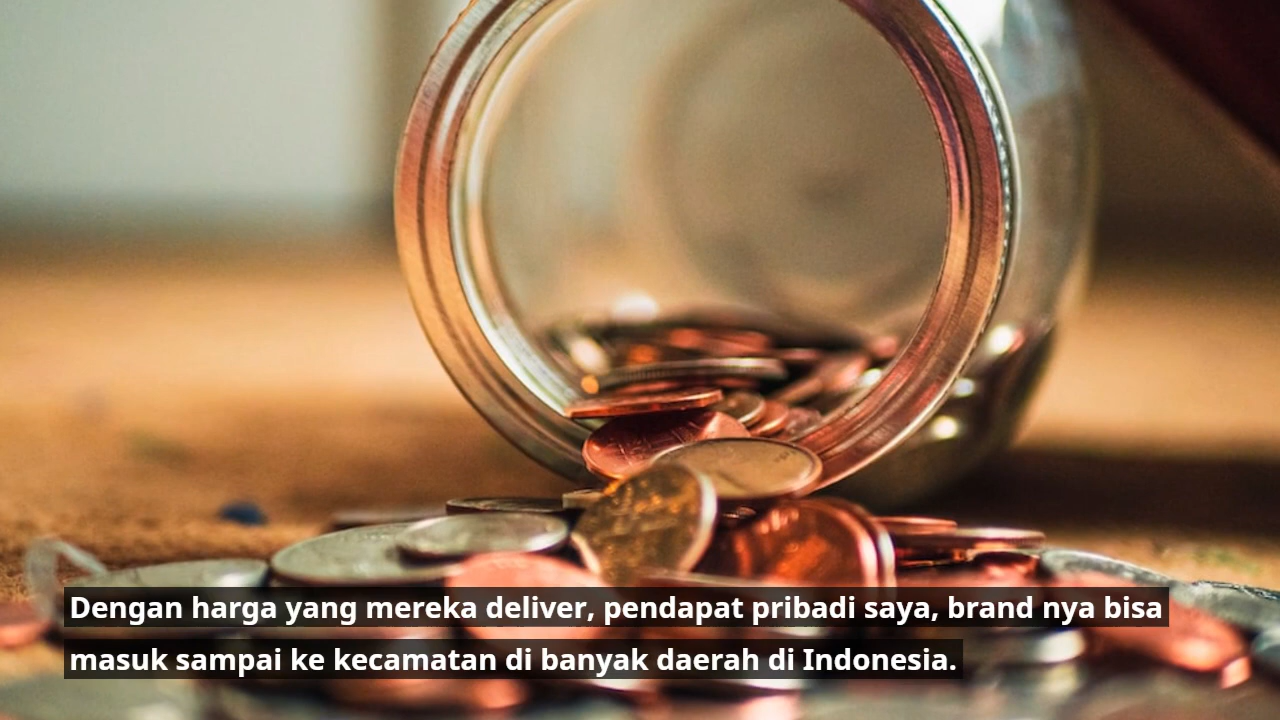 Dengan harga yang mereka deliver, pendapat pribadi saya, brand nya bisa
masuk sampai ke kecamatan di banyak daerah di Indonesia.